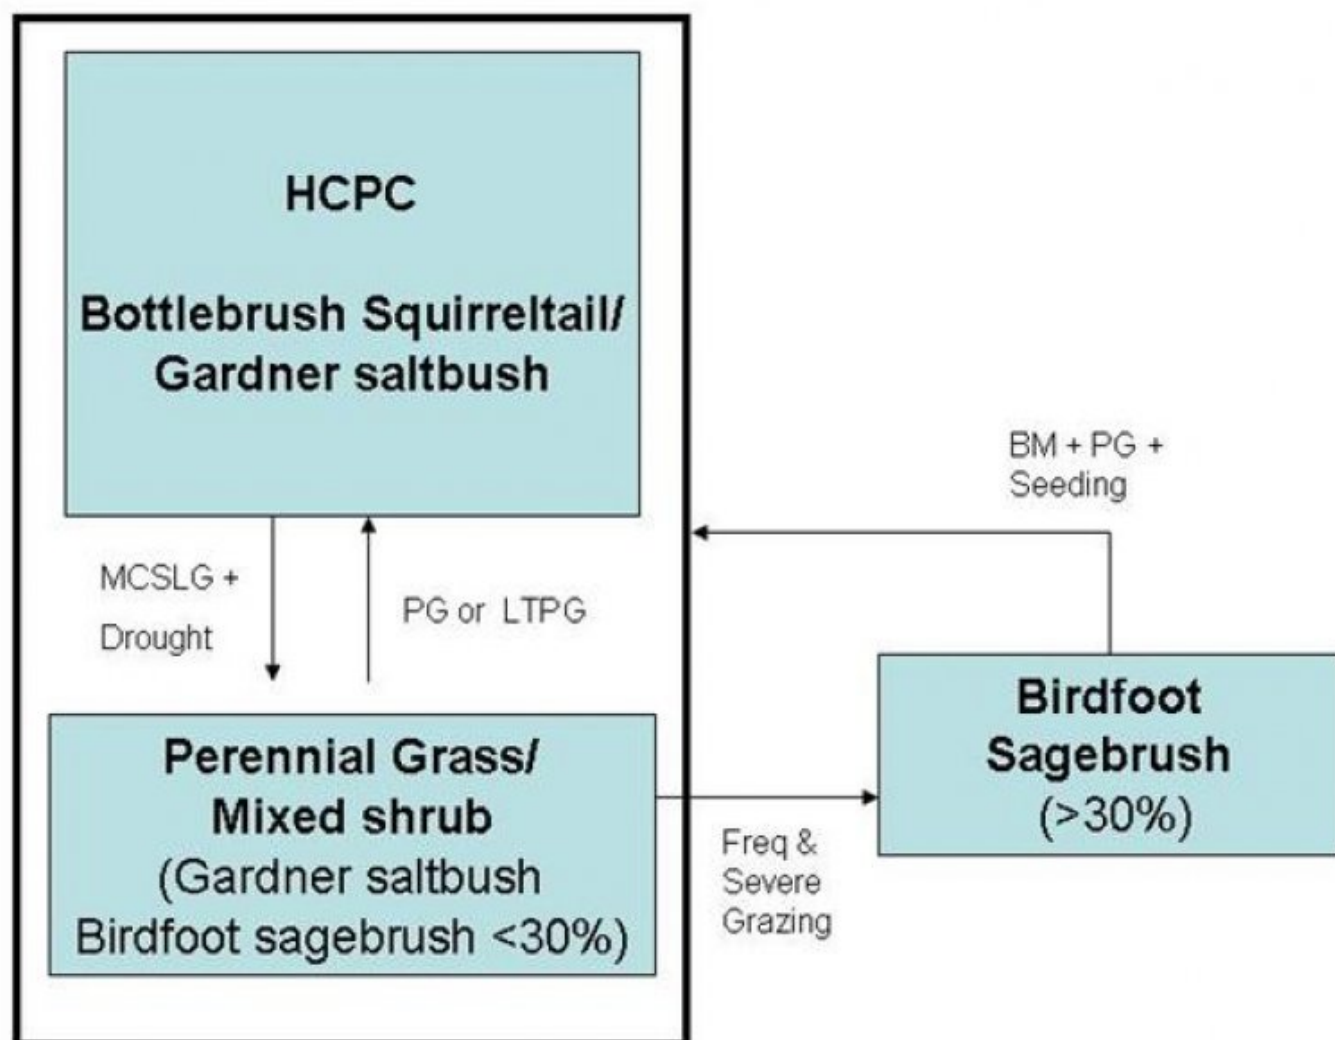 HCPC
Bottlebrush Squirreltail/
Gardner saltbush
MCSLG +
Drought
PG or LTPG
Perennial Grass/
Mixed shrub
(Gardner saltbush
Birdfoot sagebrush <30%)
Freq &
Severe
Grazing
BM + PG +
Seeding
Birdfoot
Sagebrush
(>30%)